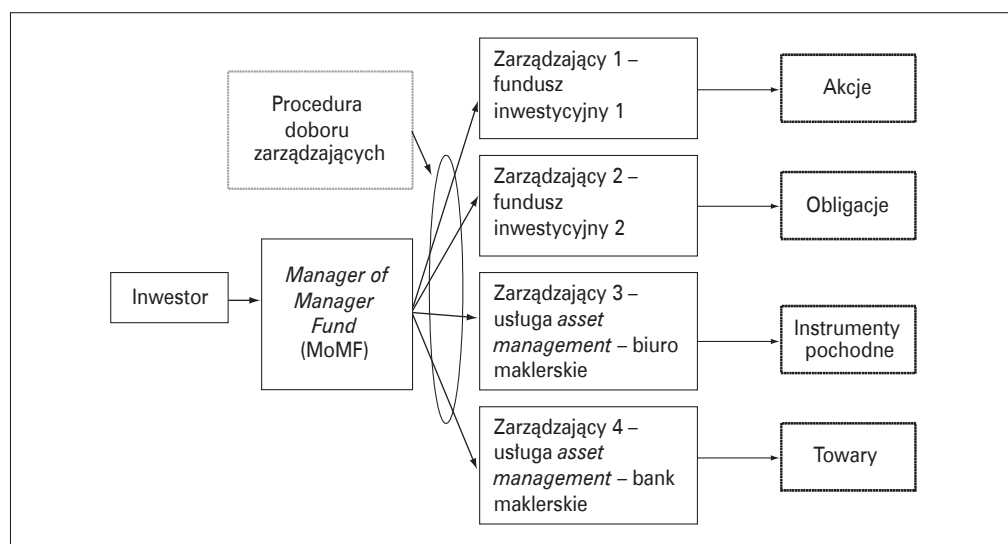 Procedura
doboru
zarządzających
Inwestor
Manager of
Manager
Fund
(MoMF)
Zarządzający 1 –
fundusz
inwestycyjny 1
Akcje
Zarządzający 2 –
fundusz
inwestycyjny 2
Obligacje
Zarządzający 3 –
usługa asset
management – biuro
maklerskie
Instrumenty
pochodne
Zarządzający 4 –
usługa asset
management – bank
maklerskie
Towary